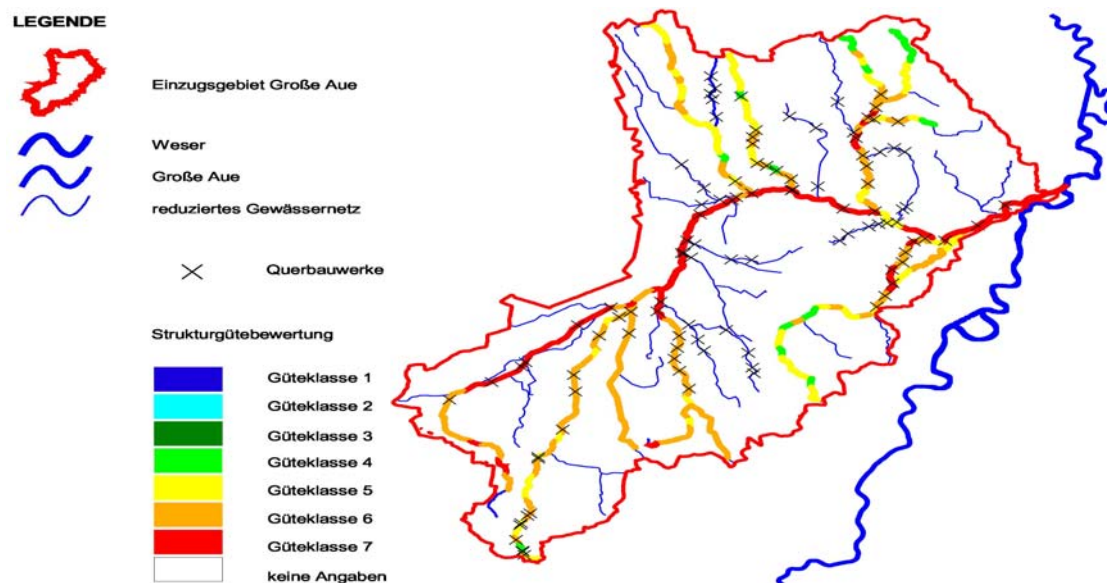 LEGENDE
Einzugsgebiet Große Aue
Weser
Große Aue
reduziertes Gewässernetz
Querbauwerke
Strukturgütebewertung
Güteklasse 1
Güteklasse 2
Güteklasse 3
Güteklasse 4
Güteklasse 5
Güteklasse 6
Güteklasse 7
keine Angaben